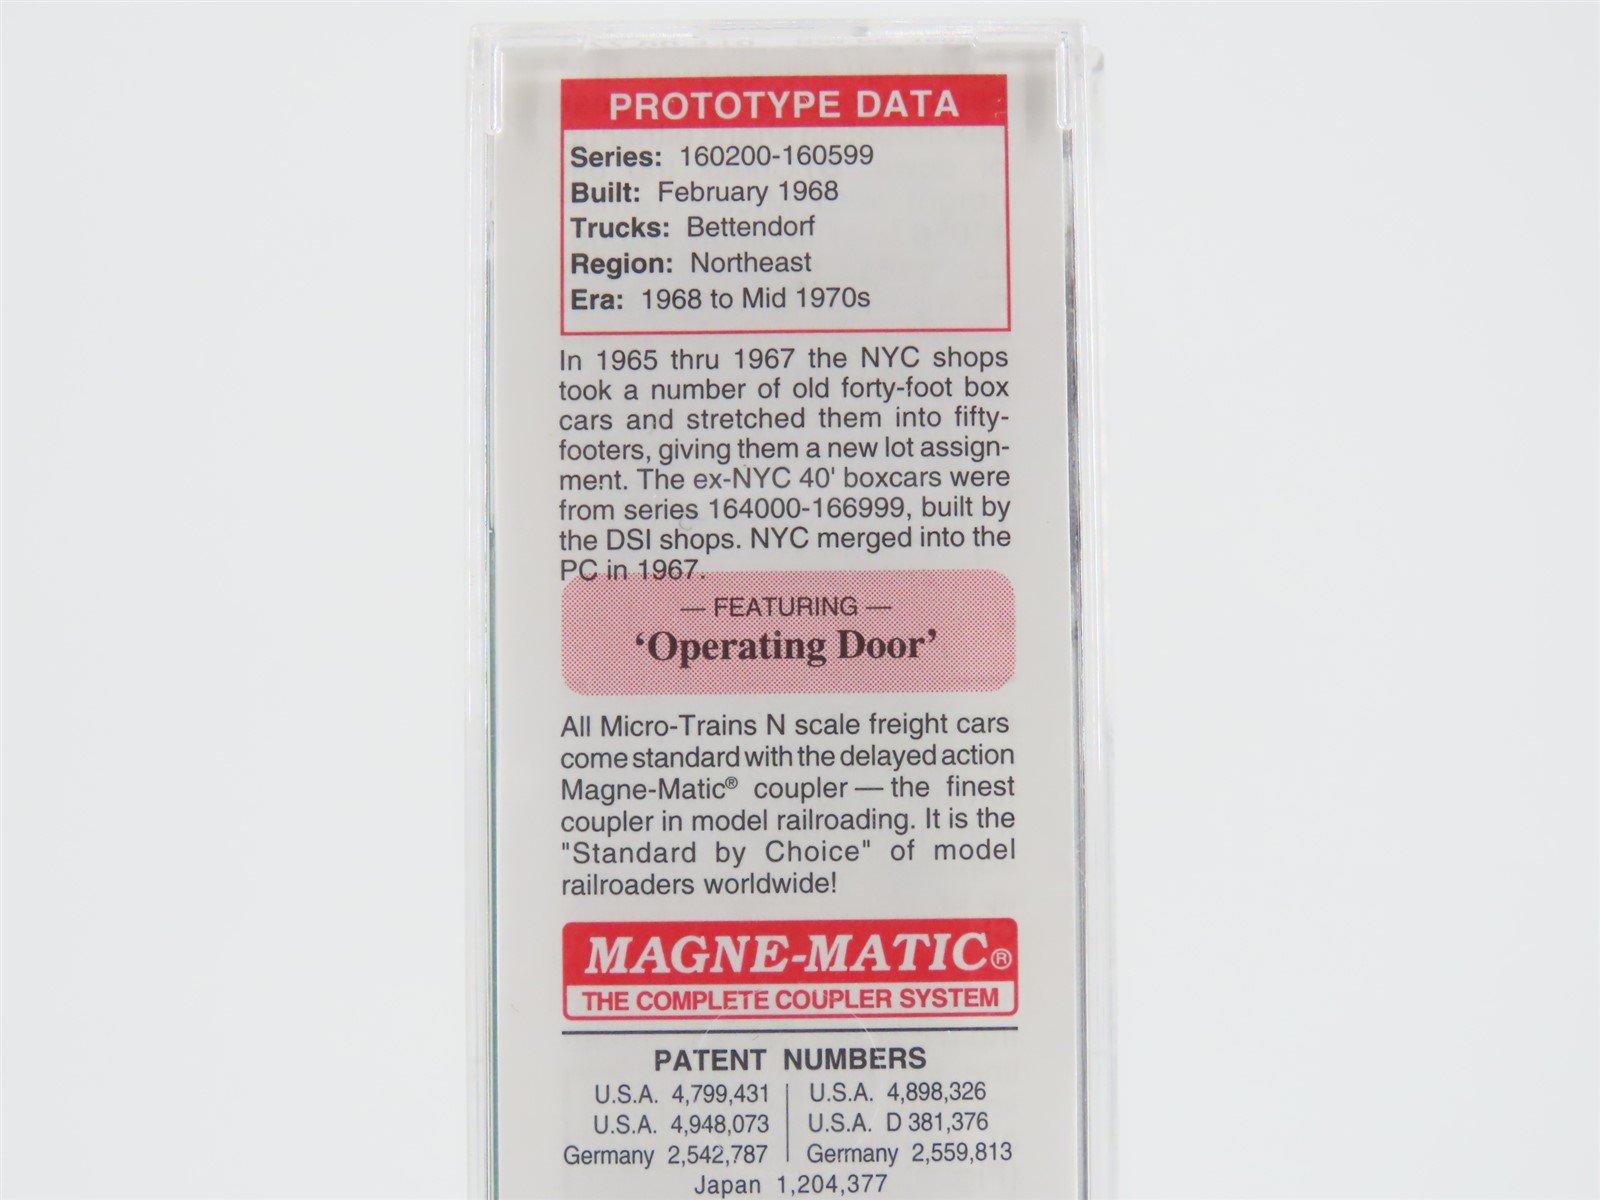 PROTOTYPE DATA
Series: 160200-160599
Built: February 1968
Trucks: Bettendorf
Region: Northeast
Era: 1968 to Mid 1970s
In 1965 thru 1967 the NYC shops
took a number of old forty-foot box
cars and stretched them into fifty-
footers, giving them a new lot assign-
ment. The ex-NYC 40' boxcars were
from series 164000-166999, built by
the DSI shops. NYC merged into the
PC in 1967.
— FEATURING —
‘Operating Door’
All Micro-Trains N scale freight cars
come standard with the delayed action
Magne-Matic® coupler — the finest
coupler in model railroading. It is the
"Standard by Choice" of model
railroaders worldwide!
MAGNE-MATIC®
THE COMPLETE COUPLER SYSTEM
PATENT NUMBERS
U.S.A. 4,799,431 | U.S.A. 4,898,326
U.S.A. 4,948,073 | U.S.A. D 381,376
Germany 2,542,787 | Germany 2,559,813
Japan 1,204,377